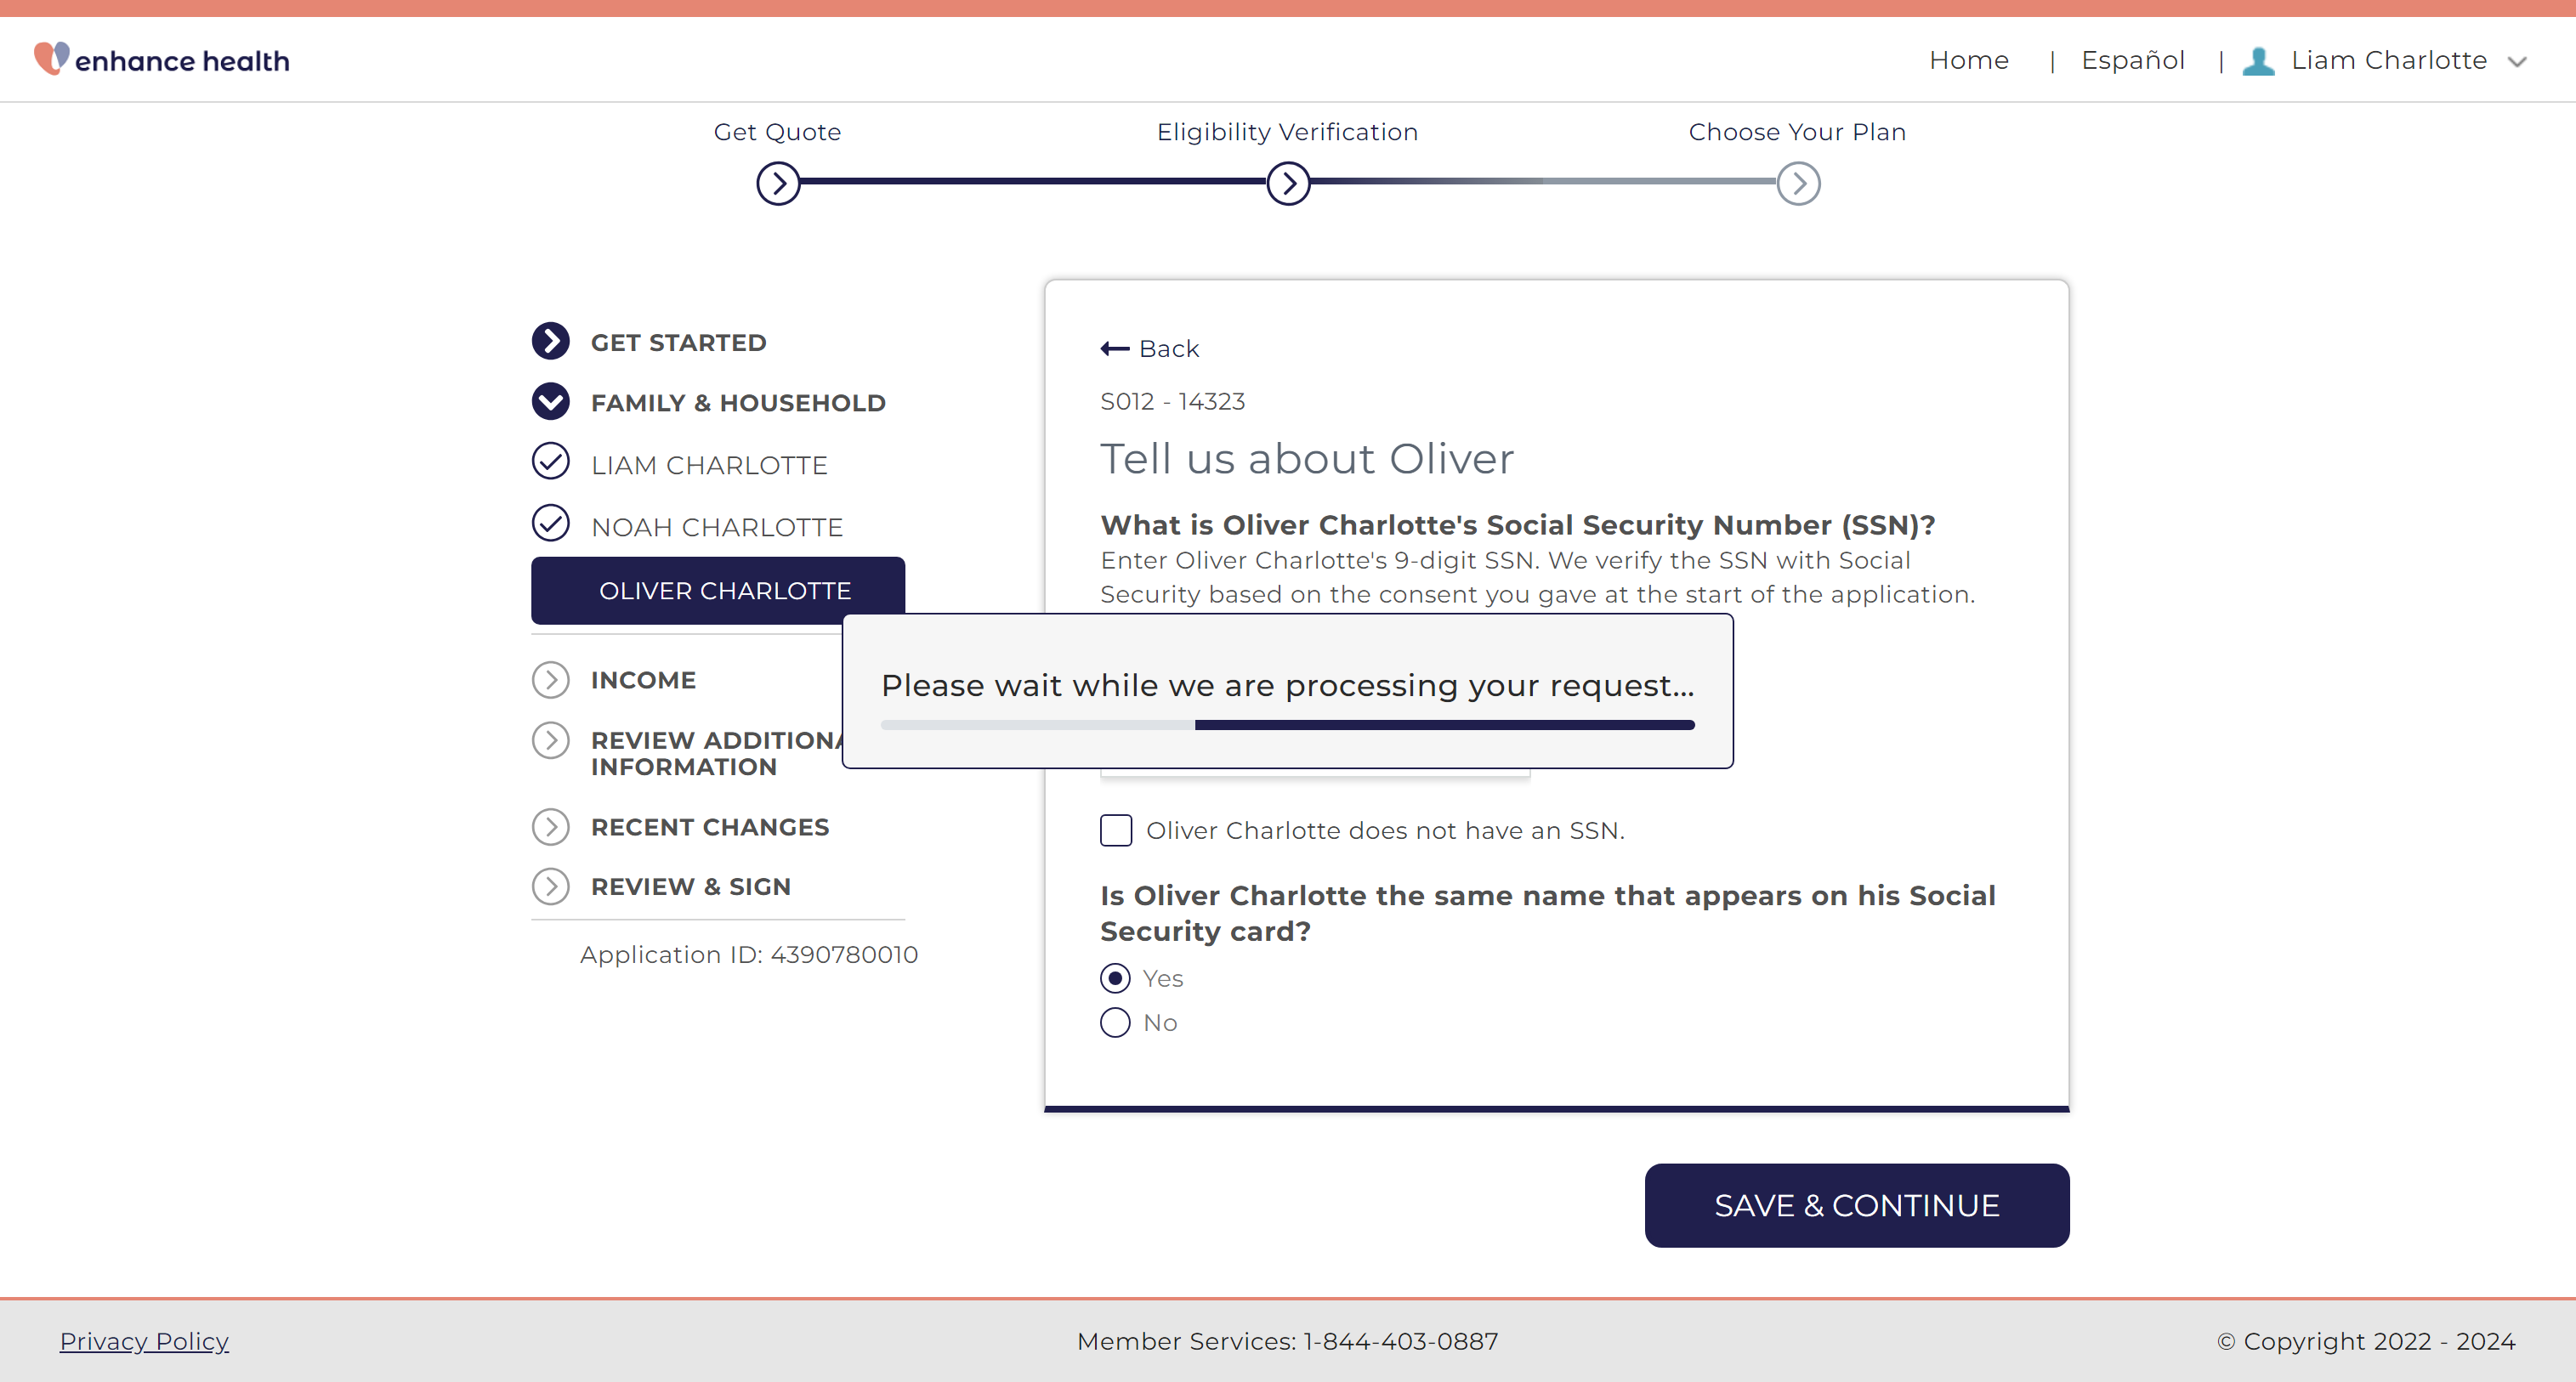 enhance health
Home | Español | Liam Charlotte
Get Quote
Eligibility Verification
Choose Your Plan
GET STARTED
FAMILY & HOUSEHOLD
LIAM CHARLOTTE
NOAH CHARLOTTE
OLIVER CHARLOTTE
INCOME
REVIEW ADDITIONA
INFORMATION
RECENT CHANGES
REVIEW & SIGN
Application ID: 4390780010
Back
S012 - 14323
Tell us about Oliver
What is Oliver Charlotte's Social Security Number (SSN)?
Enter Oliver Charlotte's 9-digit SSN. We verify the SSN with Social
Security based on the consent you gave at the start of the application.
Please wait while we are processing your request...
Oliver Charlotte does not have an SSN.
Is Oliver Charlotte the same name that appears on his Social
Security card?
Yes
No
SAVE & CONTINUE
Privacy Policy
Member Services: 1-844-403-0887
© Copyright 2022 - 2024